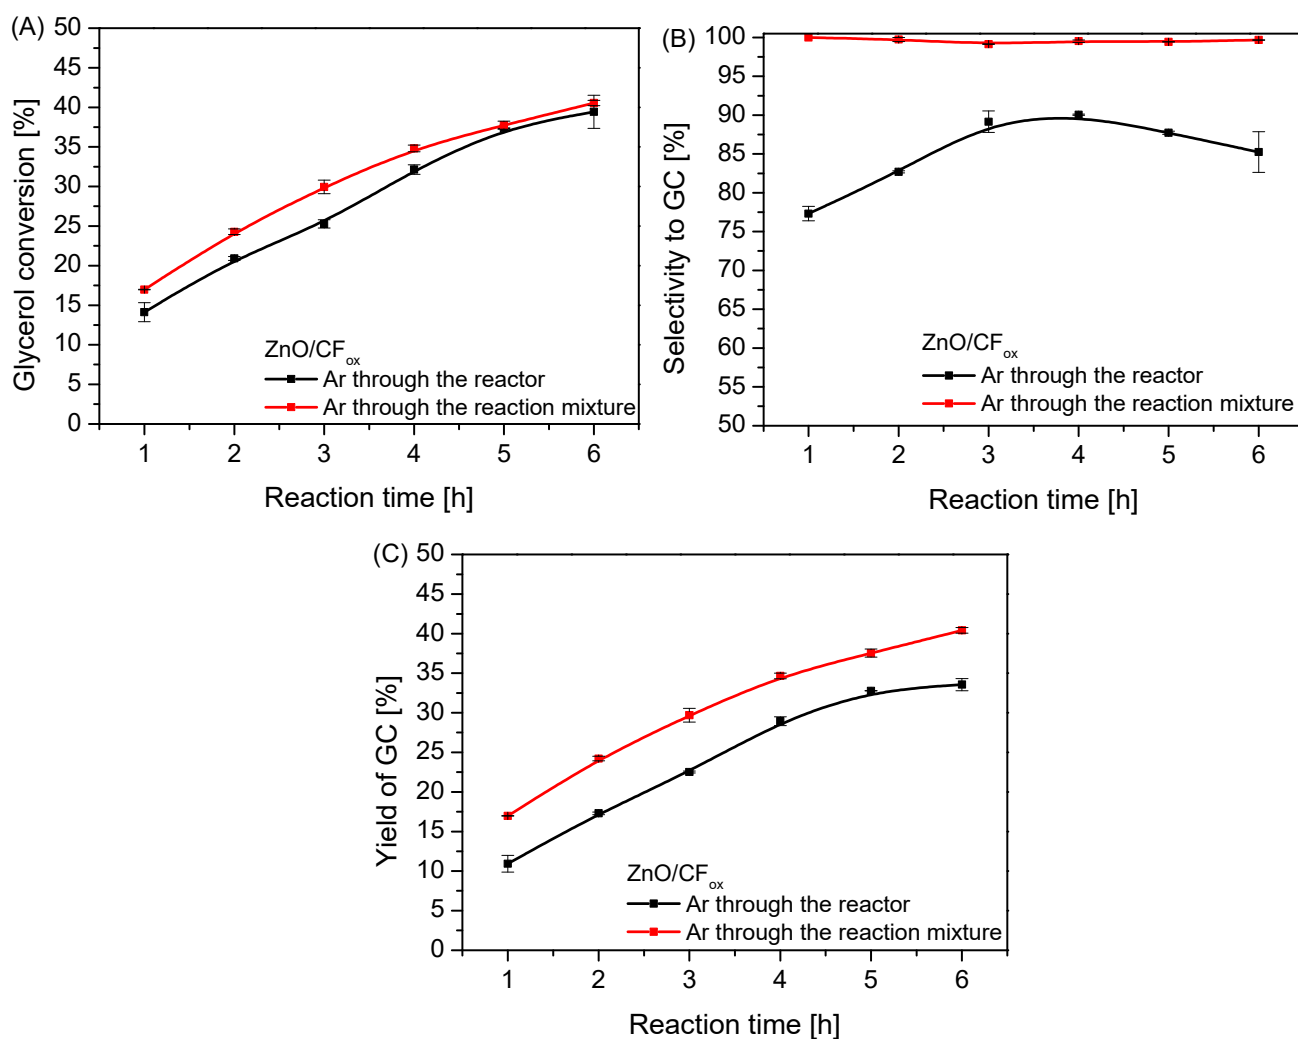 (A)
50
45
40
35
30
25
20
15
10
5
0
Glycerol conversion [%]
ZnO/CFox
Ar through the reactor
Ar through the reaction mixture
1 2 3 4 5 6
Reaction time [h]
(B)
100
95
90
85
80
75
70
65
60
55
50
Selectivity to GC [%]
ZnO/CFox
Ar through the reactor
Ar through the reaction mixture
1 2 3 4 5 6
Reaction time [h]
(C)
50
45
40
35
30
25
20
15
10
5
0
Yield of GC [%]
ZnO/CFox
Ar through the reactor
Ar through the reaction mixture
1 2 3 4 5 6
Reaction time [h]